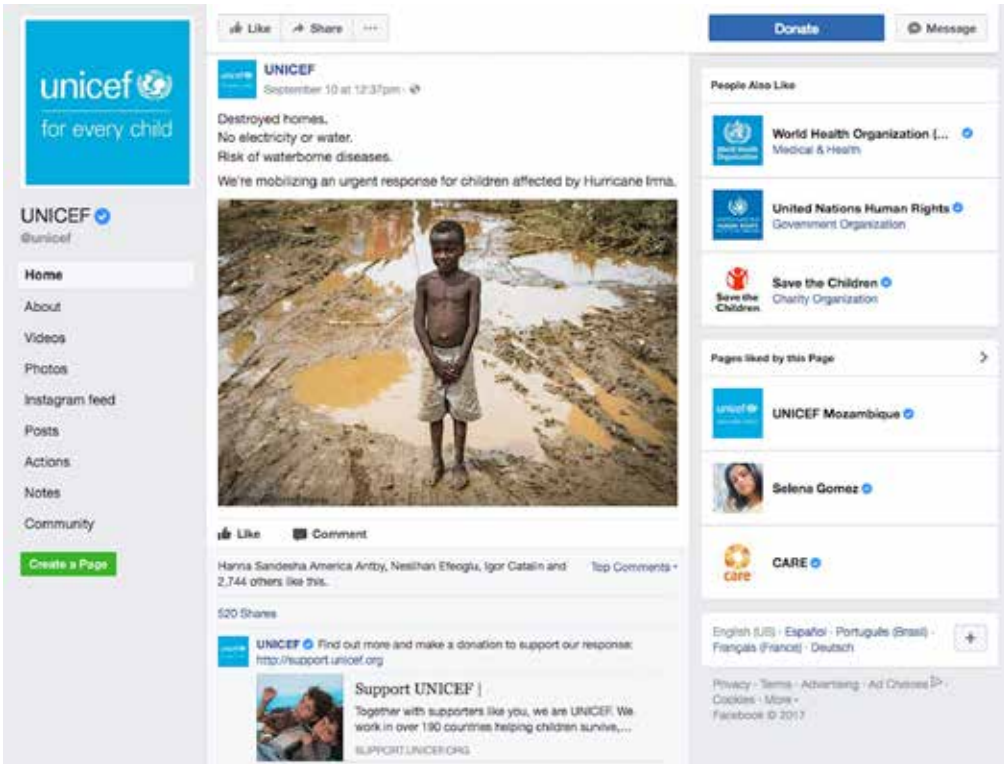 unicef
for every child
UNICEF
@unicef
Home
About
Videos
Photos
Instagram feed
Posts
Actions
Notes
Community
Create a Page
Like Share ...
UNICEF
September 10 at 12:37pm ·
Destroyed homes.
No electricity or water.
Risk of waterborne diseases.
We're mobilizing an urgent response for children affected by Hurricane Irma.
Like Comment
Hanna Sandesha America Antby, Neslihan Efeoglu, Igor Catalin and
2,744 others like this.
Top Comments
520 Shares
UNICEF Find out more and make a donation to support our response:
http://support.unicef.org
Support UNICEF |
Together with supporters like you, we are UNICEF. We
work in over 190 countries helping children survive,...
SUPPORT.UNICEF.ORG
Donate
Message
People Also Like
World Health Organization (...
Medical & Health
United Nations Human Rights
Government Organization
Save the Children
Charity Organization
Save the
Children
Pages liked by this Page
unicef
UNICEF Mozambique
Selena Gomez
CARE
care
English (US) · Español · Português (Brasil) ·
Français (France) · Deutsch
+
Privacy · Terms · Advertising · Ad Choices ·
Cookies · More
Facebook © 2017